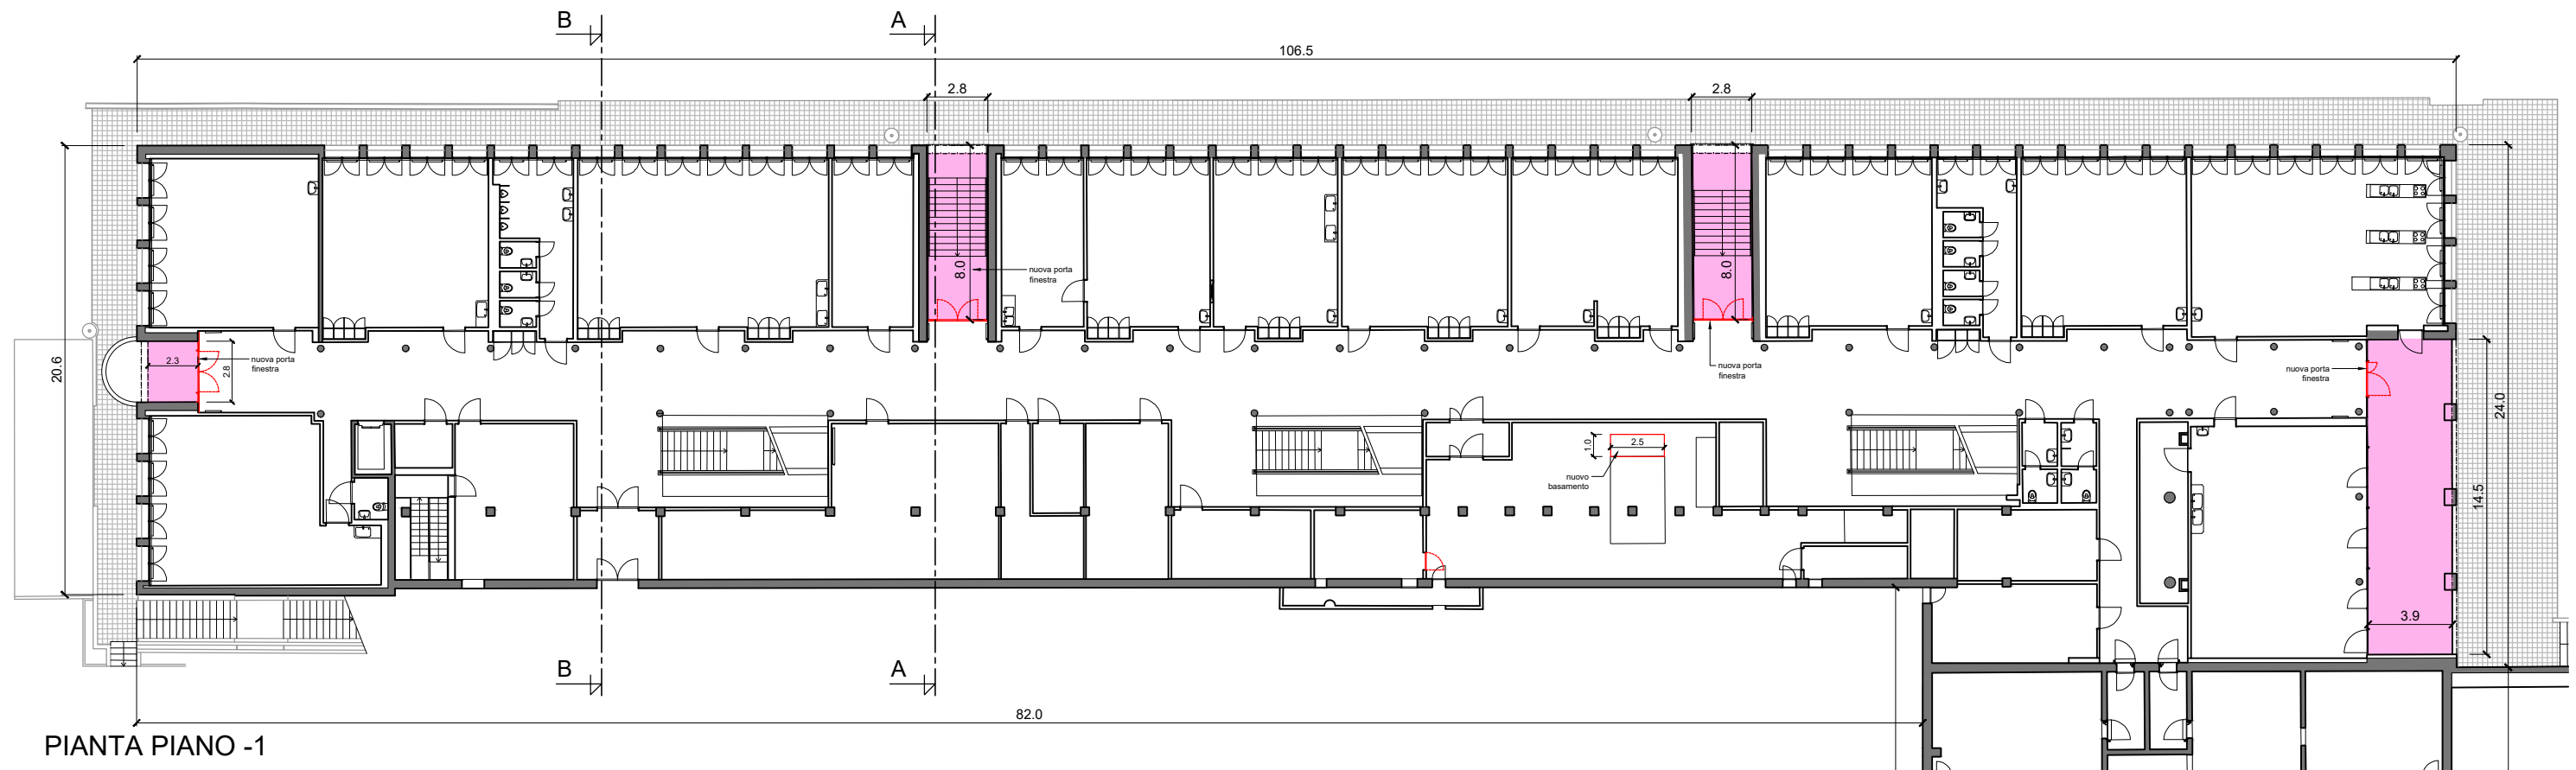 B
A
106.5
2.8
2.8
8.0
8.0
nuova porta
finestra
20.6
2.3
2.8
nuova porta
finestra
nuova porta
finestra
nuova porta
finestra
24.0
1.0
2.5
nuovo
basamento
14.5
3.9
B
A
82.0
PIANTA PIANO -1